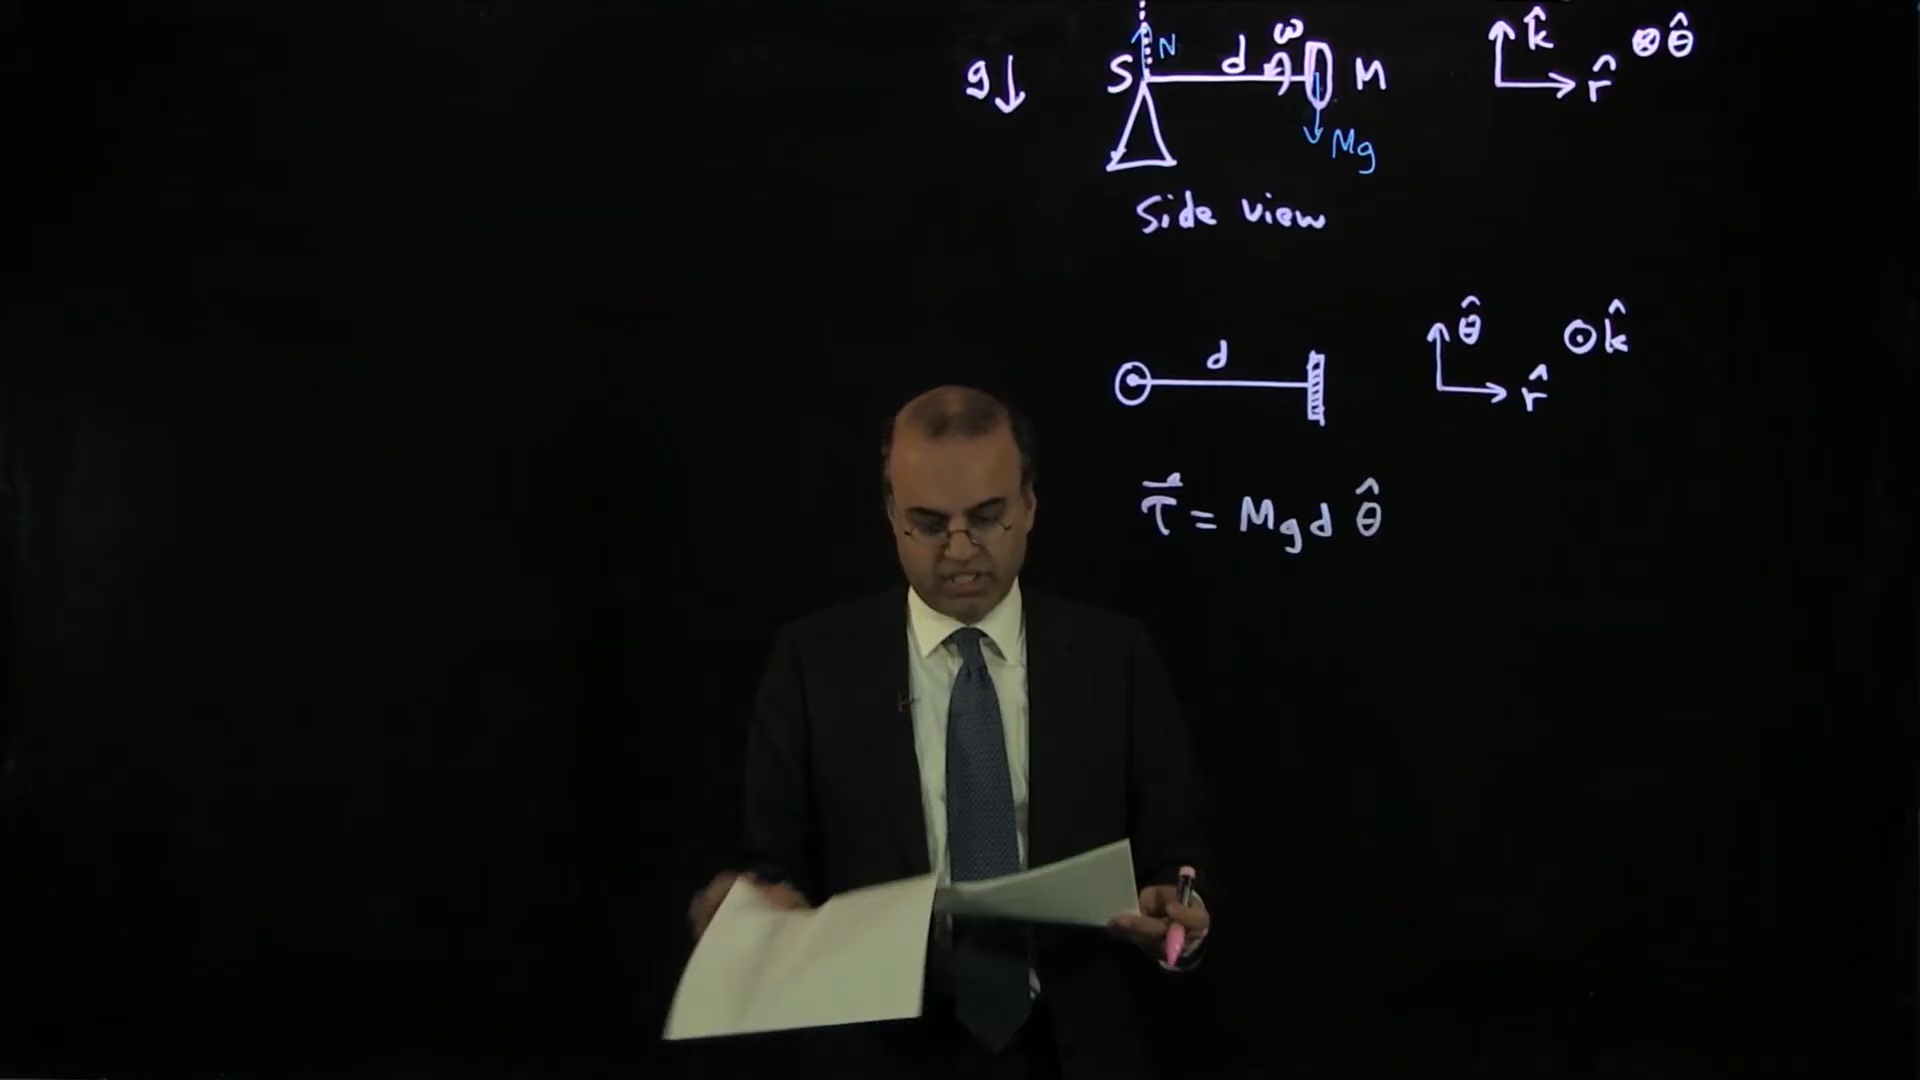 g↓ S N d ω M k̂ r̂ ⊗ θ̂
Mg
Side view
d θ̂ r̂ ⊙ k̂
τ⃗ = Mgd θ̂